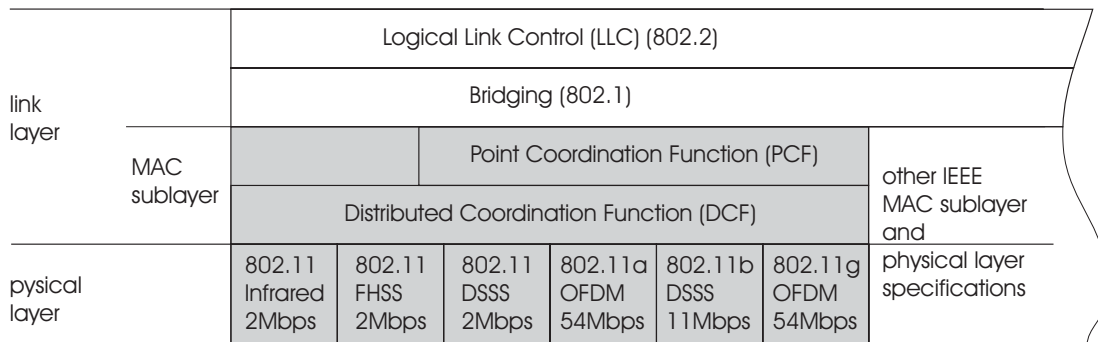 Logical Link Control (LLC) (802.2)
Bridging (802.1)
link
layer
MAC
sublayer
Point Coordination Function (PCF)
Distributed Coordination Function (DCF)
other IEEE
MAC sublayer
and
physical layer
specifications
pysical
layer
802.11
Infrared
2Mbps
802.11
FHSS
2Mbps
802.11
DSSS
2Mbps
802.11a
OFDM
54Mbps
802.11b
DSSS
11Mbps
802.11g
OFDM
54Mbps